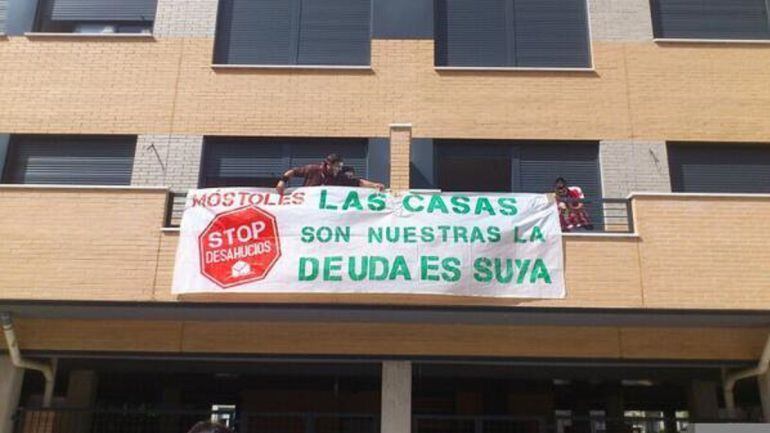 MÓSTOLES
STOP
DESAHUCIOS
LAS CASAS
SON NUESTRAS LA
DEUDA ES SUYA